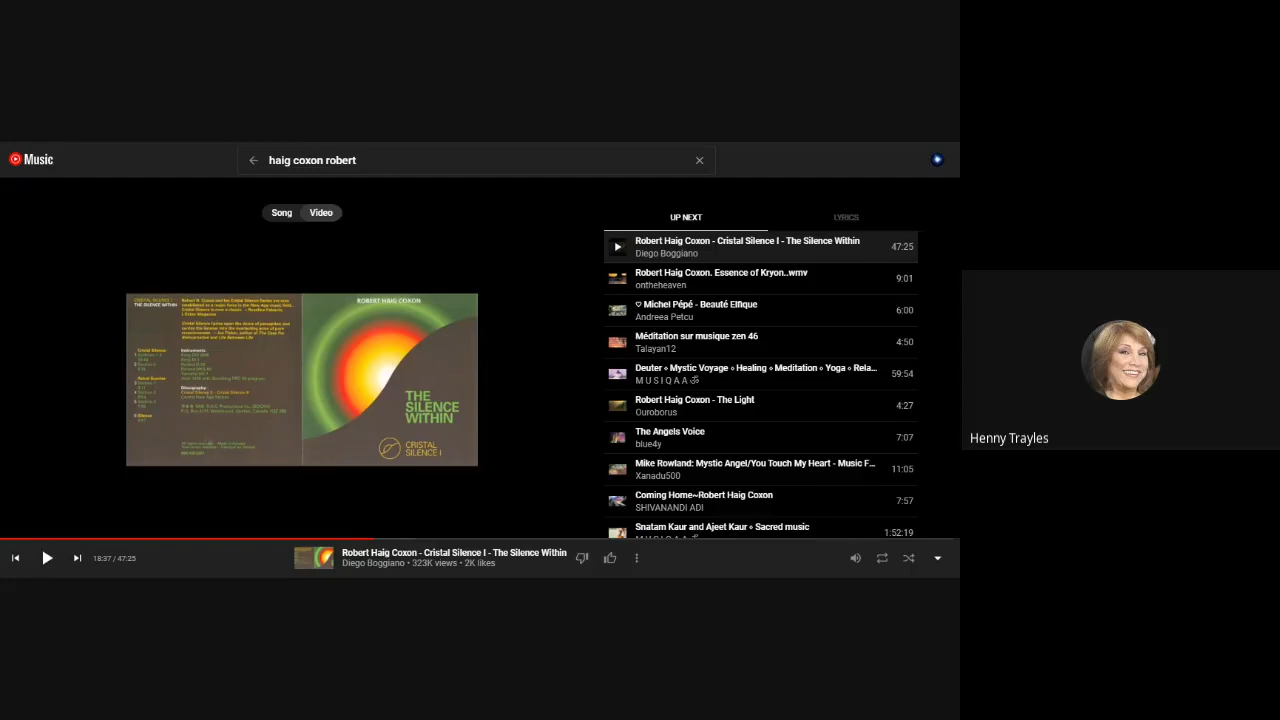 Music
haig coxon robert
Song
Video
UP NEXT
LYRICS
Robert Haig Coxon - Cristal Silence I - The Silence Within
Diego Boggiano
47:25
Robert Haig Coxon. Essence of Kryon..wmv
ontheheaven
9:01
♡ Michel Pépé - Beauté Elfique
Andreea Petcu
6:00
Méditation sur musique zen 46
Talayan12
4:50
Deuter ⋄ Mystic Voyage ⋄ Healing ⋄ Meditation ⋄ Yoga ⋄ Rela...
M U S I Q A A ॐ
59:54
Robert Haig Coxon - The Light
Ouroborus
4:27
The Angels Voice
blue4y
7:07
Mike Rowland: Mystic Angel/You Touch My Heart - Music F...
Xanadu500
11:05
Coming Home~Robert Haig Coxon
SHIVANANDI ADI
7:57
Snatam Kaur and Ajeet Kaur ⋄ Sacred music
M U S I Q A A ॐ
1:52:19
CRISTAL SILENCE I
THE SILENCE WITHIN
ROBERT HAIG COXON
THE
SILENCE
WITHIN
CRISTAL
SILENCE I
18:37 / 47:25
Robert Haig Coxon - Cristal Silence I - The Silence Within
Diego Boggiano • 323K views • 2K likes
Henny Trayles